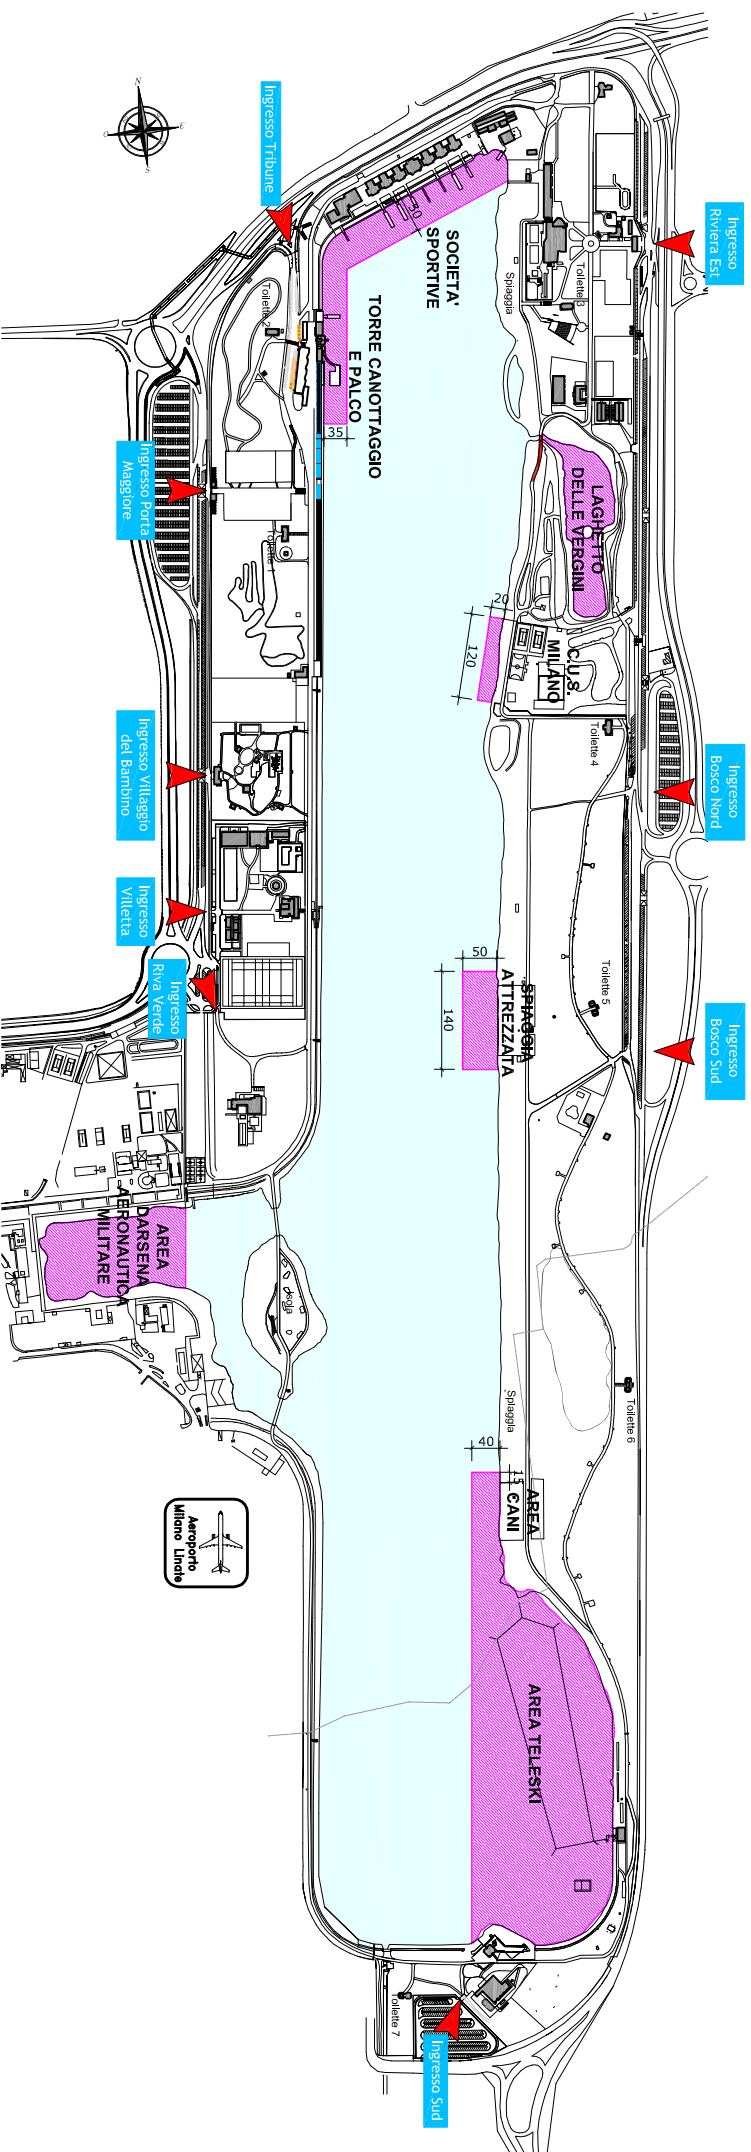 N
E
S
O
Ingresso Tribune
Ingresso
Riviera Est
SOCIETA'
SPORTIVE
30
Spiaggia
Toilette 3
Toilette 2
TORRE CANOTTAGGIO
E PALCO
35
Ingresso Porta
Maggiore
Toilette 1
LAGHETTO
DELLE VERGINI
20
120
C.U.S.
MILANO
Toilette 4
Ingresso
Bosco Nord
Ingresso Villaggio
del Bambino
Ingresso
Villetta
Ingresso
Riva Verde
50
140
SPIAGGIA
ATTREZZATA
Toilette 5
Ingresso
Bosco Sud
AREA
DARSENA
AERONAUTICA
MILITARE
Isola
Spiaggia
Toilette 6
40
15
AREA
CANI
Aeroporto
Milano Linate
AREA TELESKI
Toilette 7
Ingresso Sud